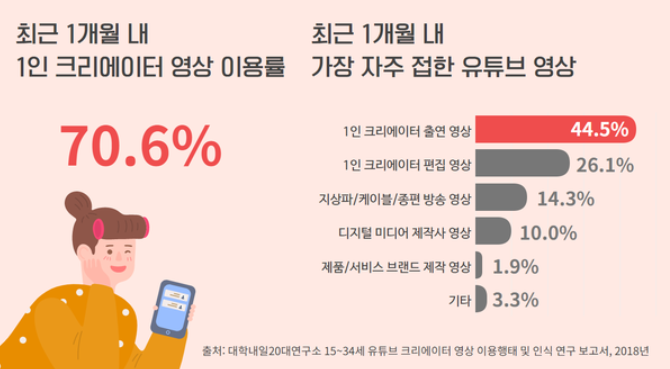 최근 1개월 내
1인 크리에이터 영상 이용률
70.6%
최근 1개월 내
가장 자주 접한 유튜브 영상
1인 크리에이터 출연 영상 44.5%
1인 크리에이터 편집 영상 26.1%
지상파/케이블/종편 방송 영상 14.3%
디지털 미디어 제작사 영상 10.0%
제품/서비스 브랜드 제작 영상 1.9%
기타 3.3%
출처: 대학내일20대연구소 15~34세 유튜브 크리에이터 영상 이용행태 및 인식 연구 보고서, 2018년